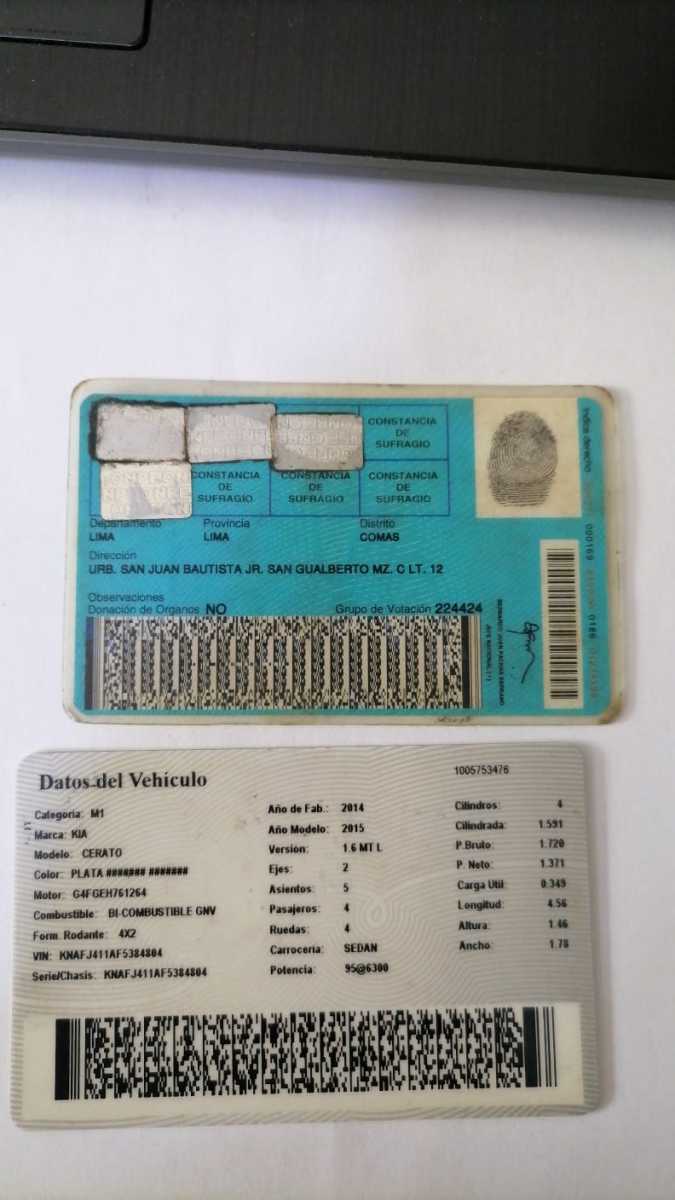 CONSTANCIA
DE
SUFRAGIO
CONSTANCIA
DE
SUFRAGIO
CONSTANCIA
DE
SUFRAGIO
CONSTANCIA
DE
SUFRAGIO
Indice derecho
Departamento Provincia Distrito
LIMA LIMA COMAS
Dirección
URB. SAN JUAN BAUTISTA JR. SAN GUALBERTO MZ. C LT. 12
Observaciones
Donación de Organos NO Grupo de Votación 224424
000169
Datos del Vehículo 1005753476
Categoria: M1 Año de Fab.: 2014 Cilindros: 4
Marca: KIA Año Modelo: 2015 Cilindrada: 1.591
Modelo: CERATO Version: 1.6 MT L P.Bruto: 1.720
Color: PLATA ####### ####### Ejes: 2 P. Neto: 1.371
Motor: G4FGEH761264 Asientos: 5 Carga Util: 0.349
Combustible: BI-COMBUSTIBLE GNV Pasajeros: 4 Longitud: 4.56
Form. Rodante: 4X2 Ruedas: 4 Altura: 1.46
VIN: KNAFJ411AF5384804 Carroceria: SEDAN Ancho: 1.78
Serie/Chasis: KNAFJ411AF5384804 Potencia: 95@6300